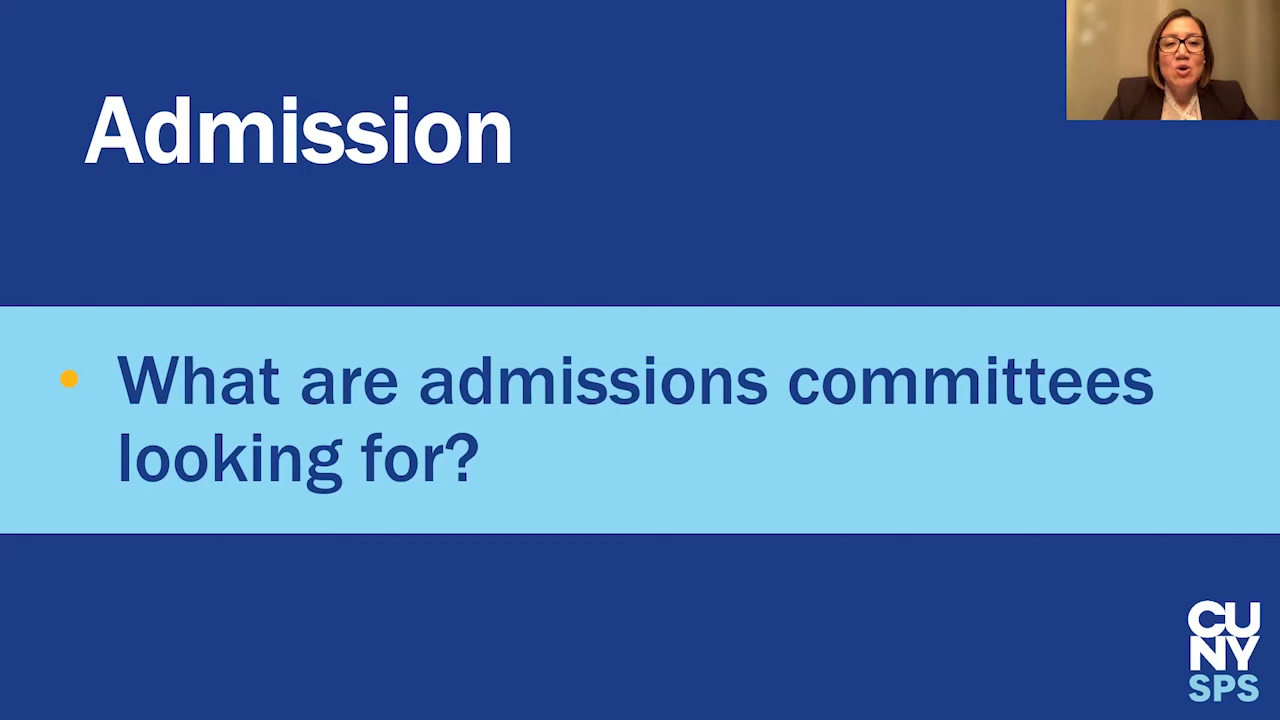 Admission
• What are admissions committees
looking for?
CU
NY
SPS